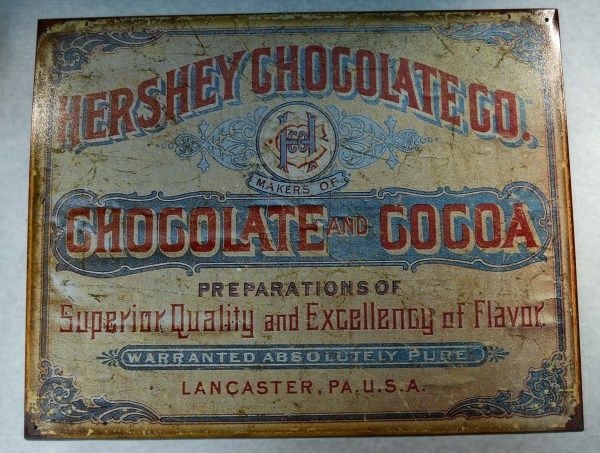 HERSHEY CHOCOLATE CO.
MAKERS OF
CHOCOLATE AND COCOA
PREPARATIONS OF
Superior Quality and Excellency of Flavor.
WARRANTED ABSOLUTELY PURE
LANCASTER, PA. U.S.A.